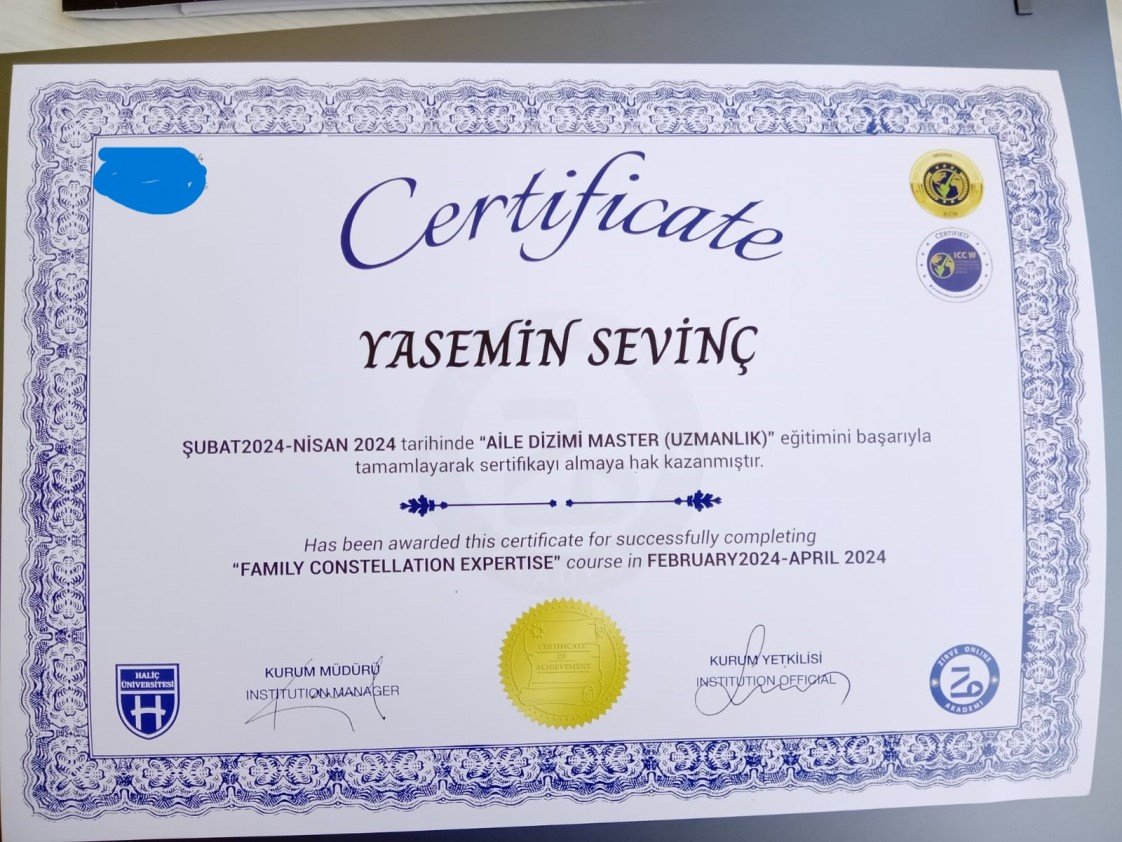 Certificate
ICCW
CERTIFIED
ICCW
YASEMİN SEVİNÇ
ŞUBAT2024-NİSAN 2024 tarihinde “AİLE DİZİMİ MASTER (UZMANLIK)” eğitimini başarıyla
tamamlayarak sertifikayı almaya hak kazanmıştır.
Has been awarded this certificate for successfully completing
“FAMILY CONSTELLATION EXPERTISE” course in FEBRUARY2024-APRIL 2024
HALİÇ
ÜNİVERSİTESİ
KURUM MÜDÜRÜ
INSTITUTION MANAGER
CERTIFICATE
OF
ACHIEVEMENT
KURUM YETKİLİSİ
INSTITUTION OFFICIAL
ZİRVE ONLINE
AKADEMİ